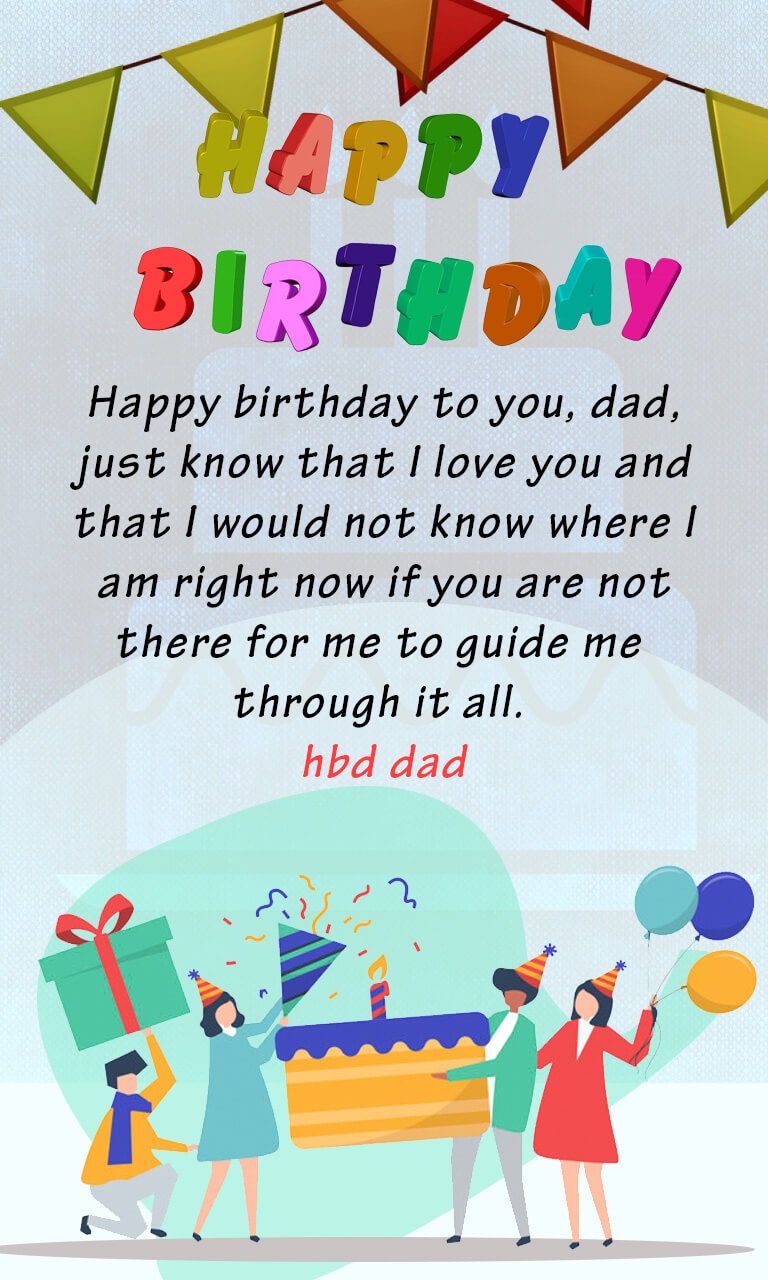 HAPPY
BIRTHDAY
Happy birthday to you, dad,
just know that I love you and
that I would not know where I
am right now if you are not
there for me to guide me
through it all.
hbd dad